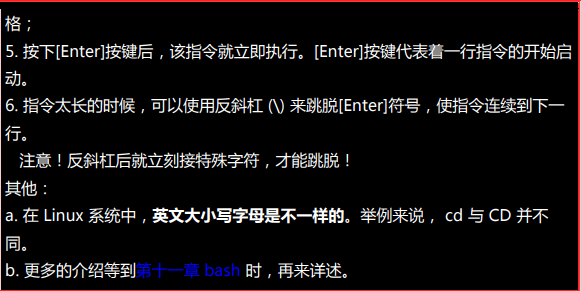 格；
5. 按下[Enter]按键后，该指令就立即执行。[Enter]按键代表着一行指令的开始启
动。
6. 指令太长的时候，可以使用反斜杠 (\) 来跳脱[Enter]符号，使指令连续到下一
行。
注意！反斜杠后就立刻接特殊字符，才能跳脱！
其他：
a. 在 Linux 系统中，英文大小写字母是不一样的。举例来说， cd 与 CD 并不
同。
b. 更多的介绍等到第十一章 bash 时，再来详述。